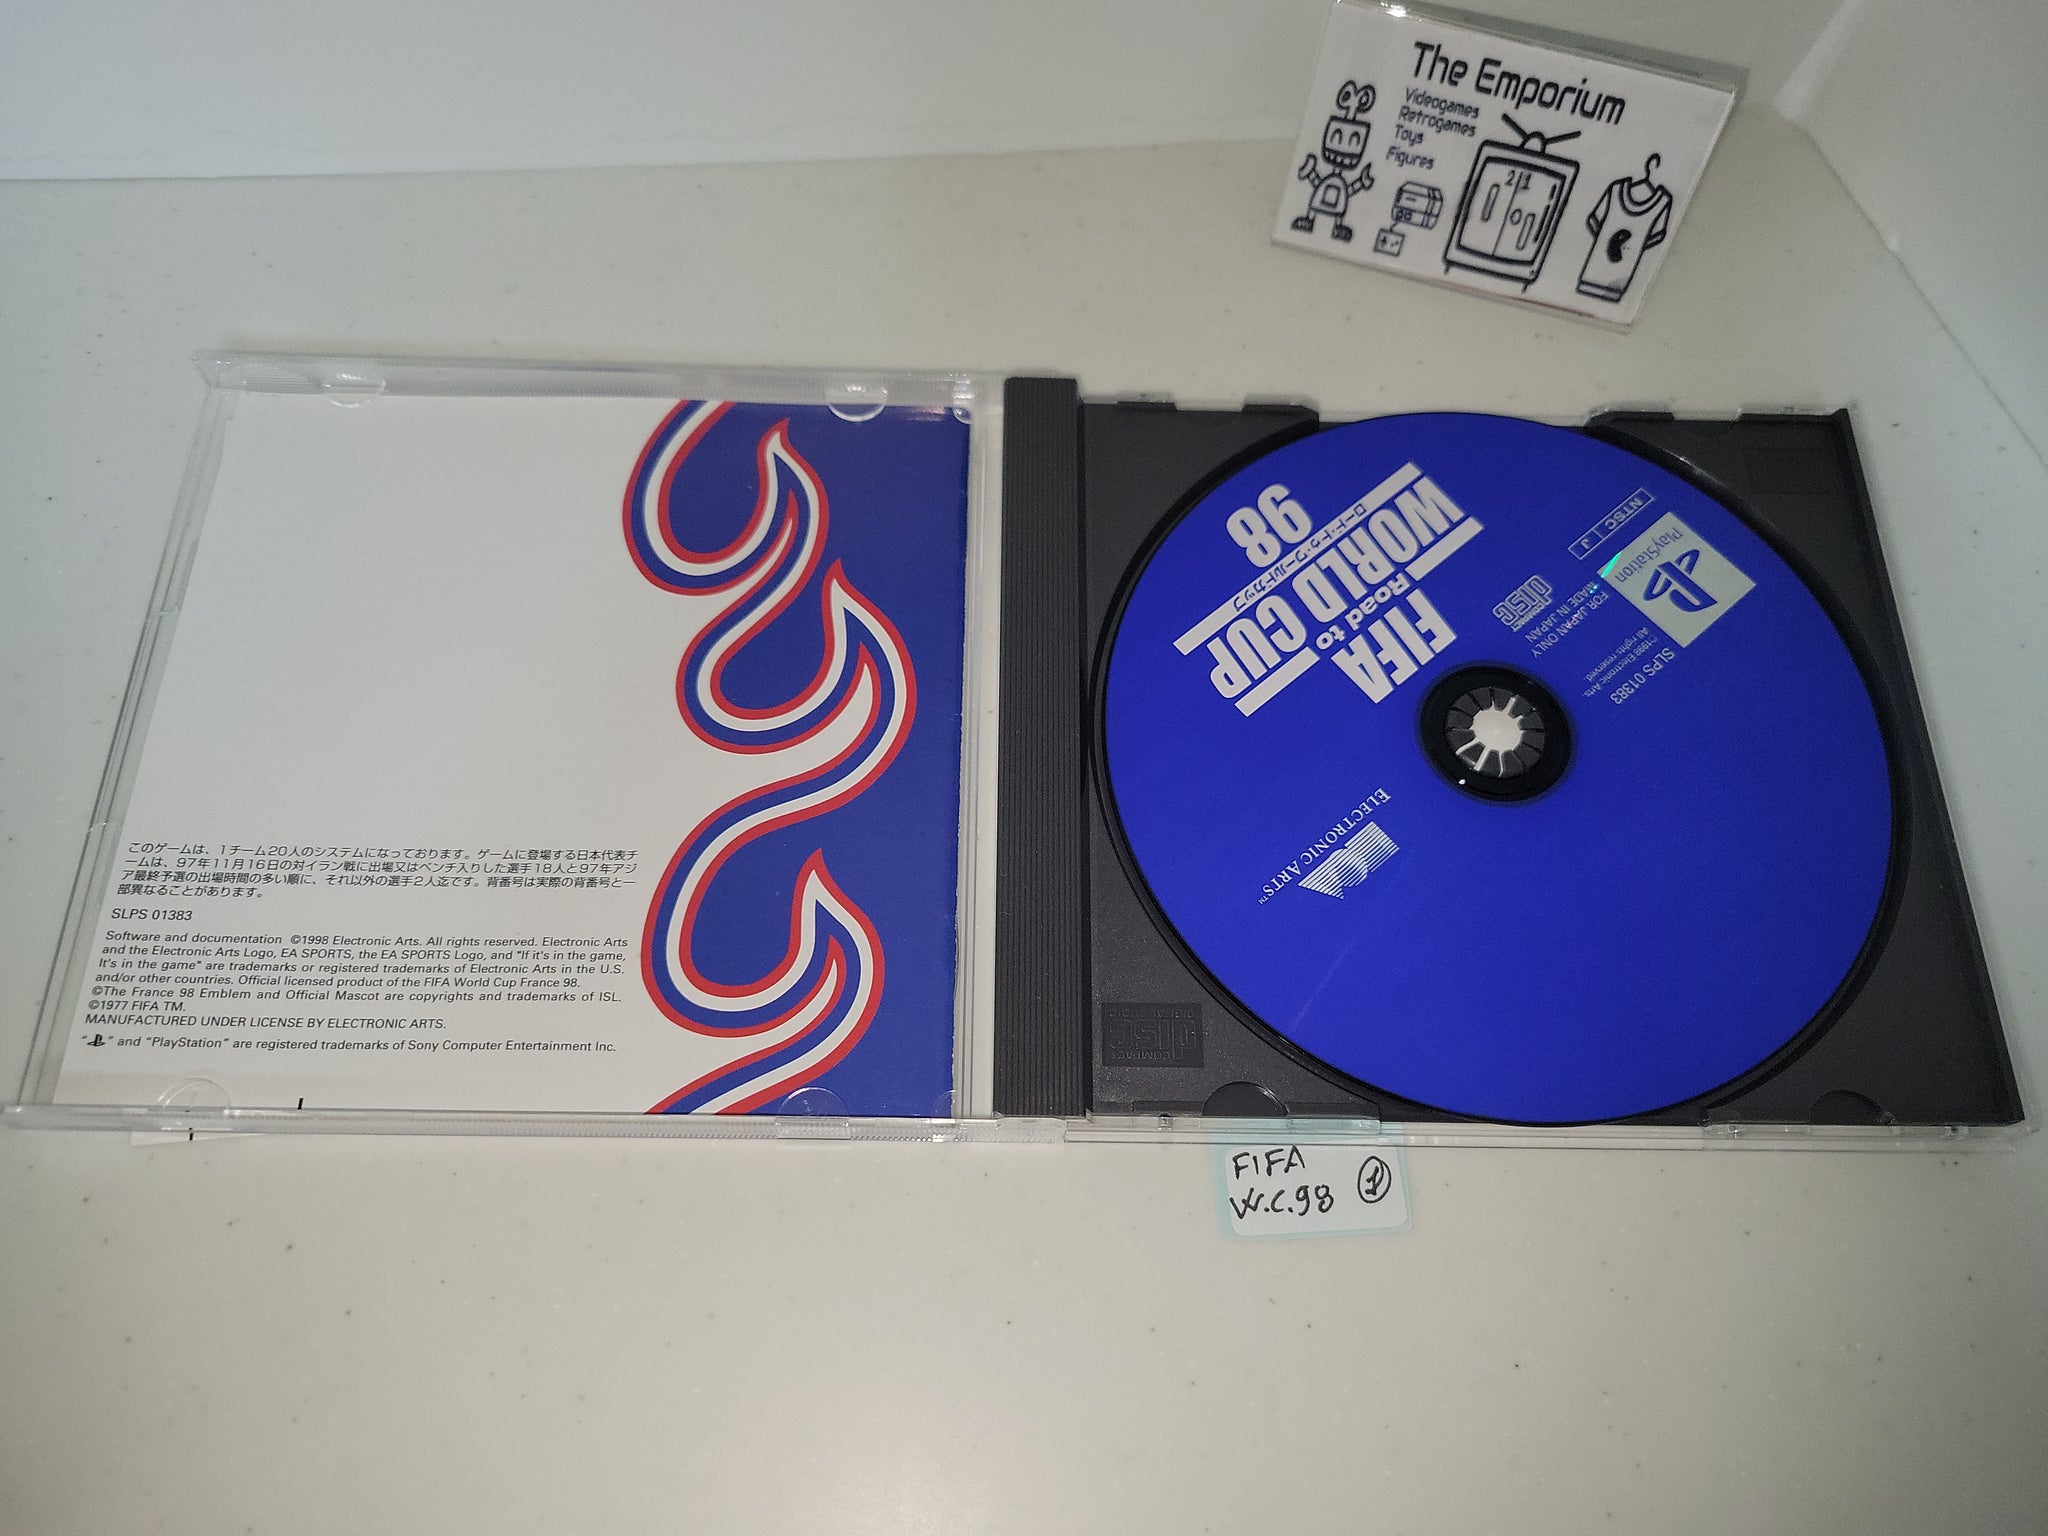 The Emporium
Videogames
Retrogames
Toys
Figures
21
このゲームは、1チーム20人のシステムになっております。ゲームに登場する日本代表チ
ームは、97年11月16日の対イラン戦に出場又はベンチ入りした選手18人と97年アジ
ア最終予選の出場時間の多い順に、それ以外の選手2人迄です。背番号は実際の背番号と一
部異なることがあります。
SLPS 01383
Software and documentation ©1998 Electronic Arts. All rights reserved. Electronic Arts
and the Electronic Arts Logo, EA SPORTS, the EA SPORTS Logo, and "If it's in the game,
It's in the game" are trademarks or registered trademarks of Electronic Arts in the U.S.
and/or other countries. Official licensed product of the FIFA World Cup France 98.
©The France 98 Emblem and Official Mascot are copyrights and trademarks of ISL.
©1977 FIFA TM.
MANUFACTURED UNDER LICENSE BY ELECTRONIC ARTS.
" " and "PlayStation" are registered trademarks of Sony Computer Entertainment Inc.
FIFA
Road to
WORLD CUP
ロード・トゥ・ワールドカップ
98
NTSC J
PlayStation
COMPACT
disc
FOR JAPAN ONLY
MADE IN JAPAN
SLPS 01383
©1998 Electronic Arts.
All rights reserved.
ELECTRONIC ARTS™
COMPACT
disc
DIGITAL AUDIO
FIFA
W.C.98 1